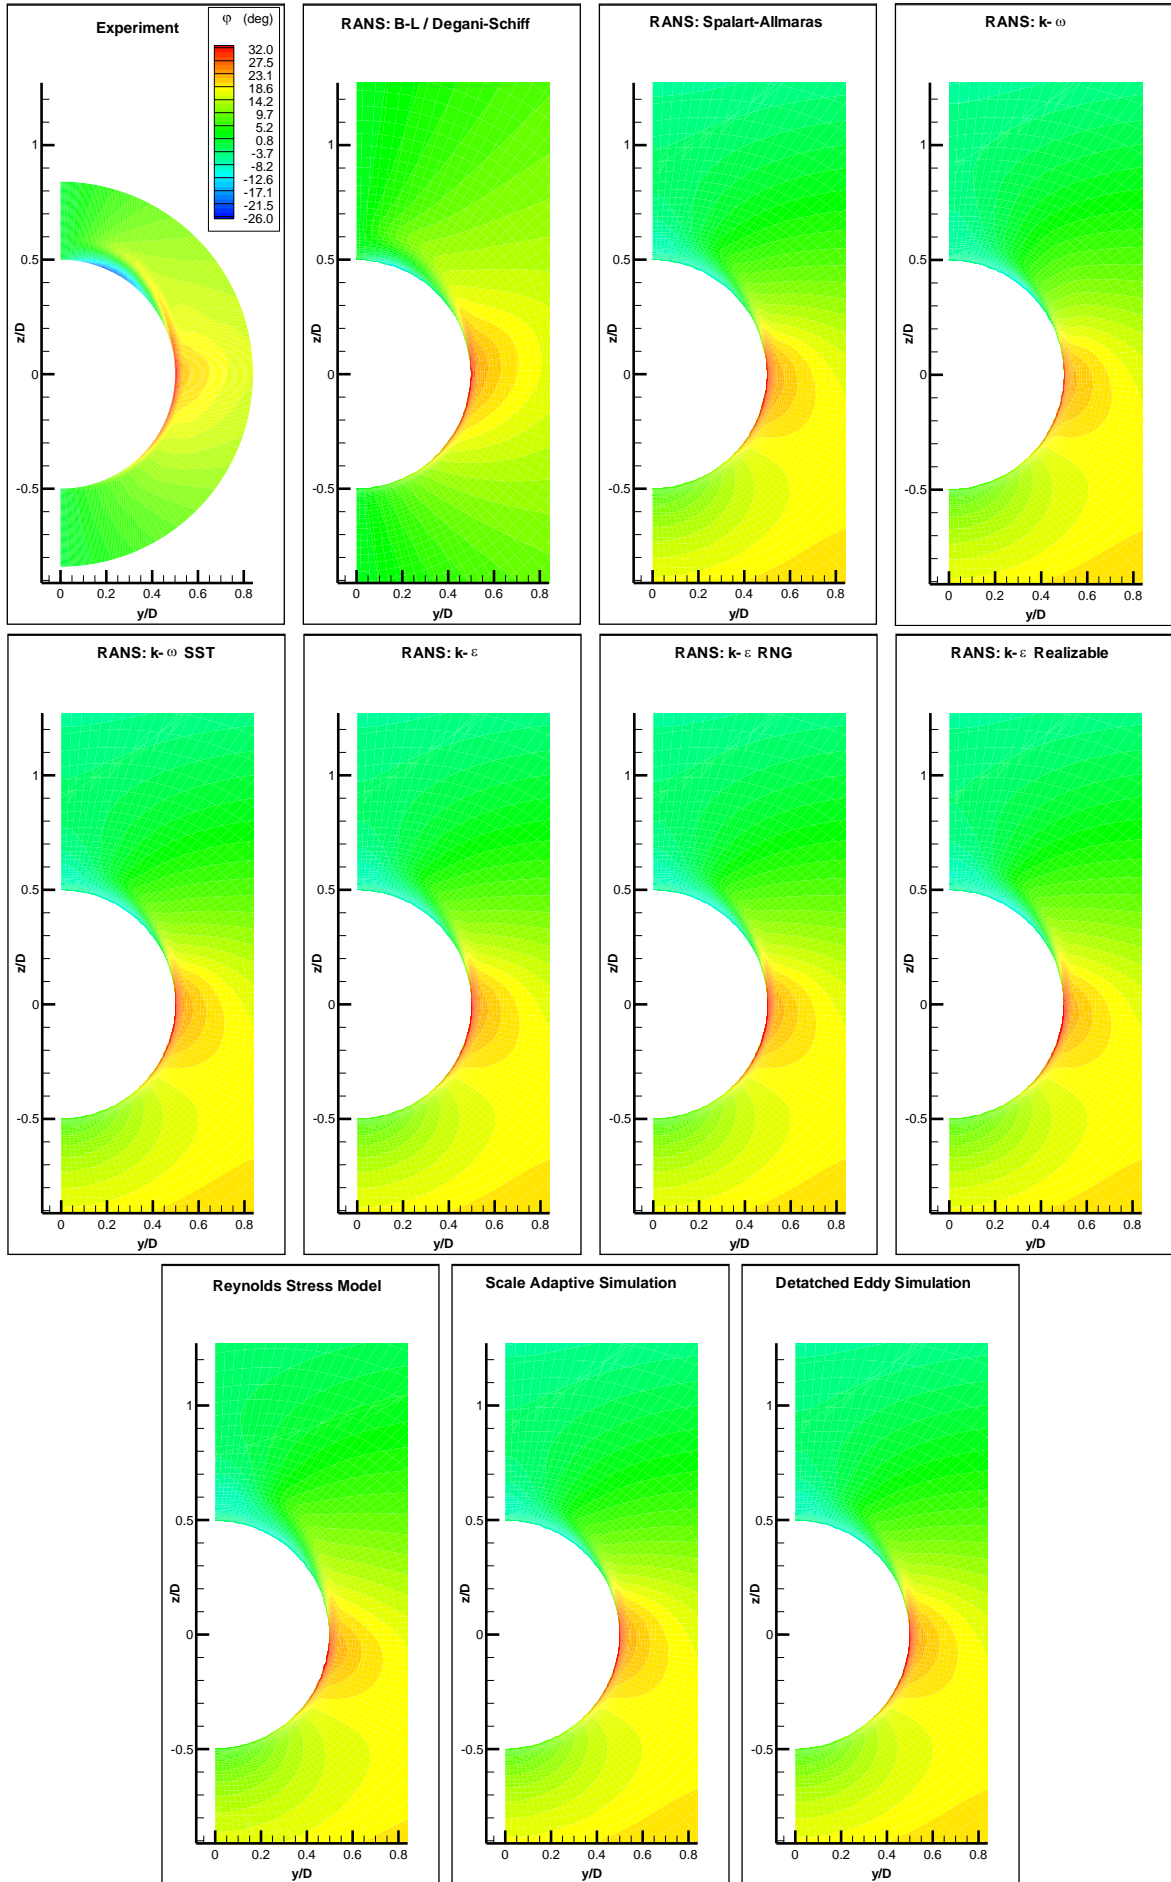 Experiment
φ (deg)
32.0
27.5
23.1
18.6
14.2
9.7
5.2
0.8
-3.7
-8.2
-12.6
-17.1
-21.5
-26.0
z/D
1
0.5
0
-0.5
0 0.2 0.4 0.6 0.8
y/D
RANS: B-L / Degani-Schiff
z/D
1
0.5
0
-0.5
0 0.2 0.4 0.6 0.8
y/D
RANS: Spalart-Allmaras
z/D
1
0.5
0
-0.5
0 0.2 0.4 0.6 0.8
y/D
RANS: k- ω
z/D
1
0.5
0
-0.5
0 0.2 0.4 0.6 0.8
y/D
RANS: k- ω SST
z/D
1
0.5
0
-0.5
0 0.2 0.4 0.6 0.8
y/D
RANS: k- ε
z/D
1
0.5
0
-0.5
0 0.2 0.4 0.6 0.8
y/D
RANS: k- ε RNG
z/D
1
0.5
0
-0.5
0 0.2 0.4 0.6 0.8
y/D
RANS: k- ε Realizable
z/D
1
0.5
0
-0.5
0 0.2 0.4 0.6 0.8
y/D
Reynolds Stress Model
z/D
1
0.5
0
-0.5
0 0.2 0.4 0.6 0.8
y/D
Scale Adaptive Simulation
z/D
1
0.5
0
-0.5
0 0.2 0.4 0.6 0.8
y/D
Detatched Eddy Simulation
z/D
1
0.5
0
-0.5
0 0.2 0.4 0.6 0.8
y/D